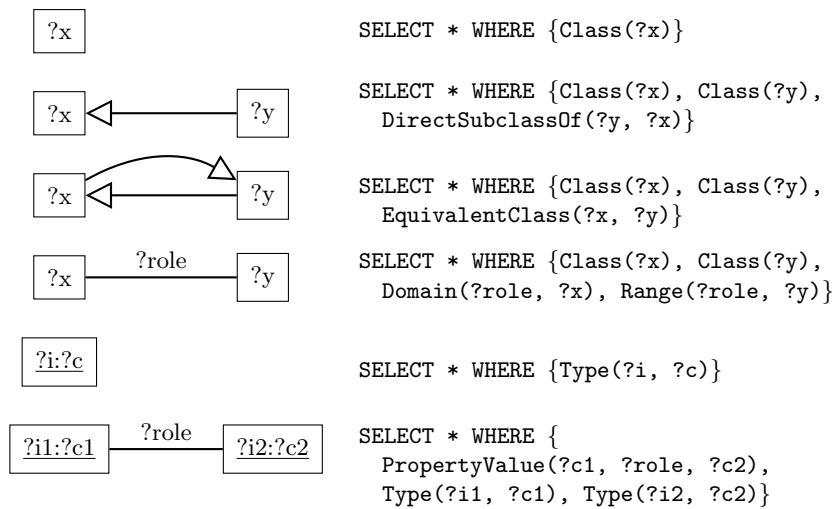 ?x
SELECT * WHERE {Class(?x)}
?x ?y
SELECT * WHERE {Class(?x), Class(?y),
DirectSubclassOf(?y, ?x)}
?x ?y
SELECT * WHERE {Class(?x), Class(?y),
EquivalentClass(?x, ?y)}
?role
?x ?y
SELECT * WHERE {Class(?x), Class(?y),
Domain(?role, ?x), Range(?role, ?y)}
?i:?c
SELECT * WHERE {Type(?i, ?c)}
?role
?i1:?c1 ?i2:?c2
SELECT * WHERE {
PropertyValue(?c1, ?role, ?c2),
Type(?i1, ?c1), Type(?i2, ?c2)}